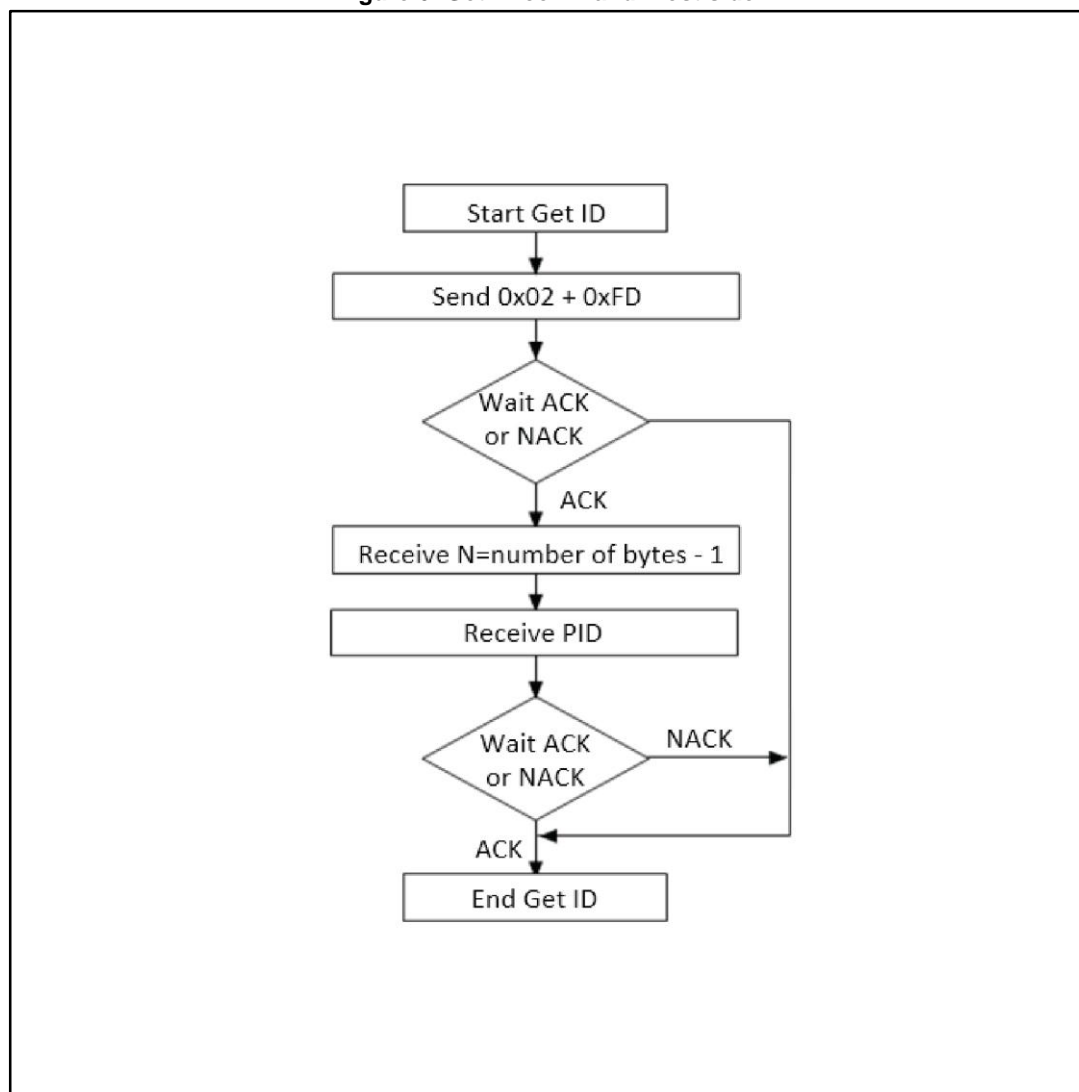 Start Get ID
Send 0x02 + 0xFD
Wait ACK
or NACK
ACK
Receive N=number of bytes - 1
Receive PID
Wait ACK
or NACK
NACK
ACK
End Get ID